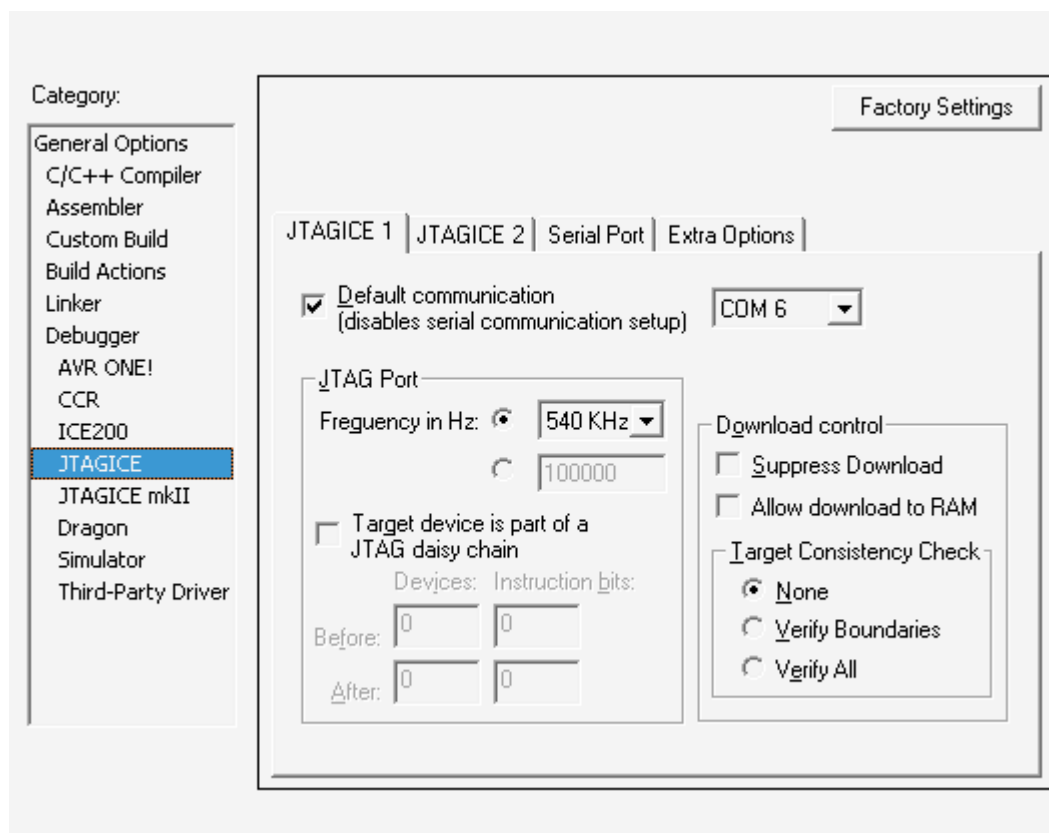 Category:
General Options
C/C++ Compiler
Assembler
Custom Build
Build Actions
Linker
Debugger
AVR ONE!
CCR
ICE200
JTAGICE
JTAGICE mkII
Dragon
Simulator
Third-Party Driver
Factory Settings
JTAGICE 1
JTAGICE 2
Serial Port
Extra Options
Default communication
(disables serial communication setup)
COM 6
JTAG Port
Freguency in Hz:
540 KHz
100000
Target device is part of a
JTAG daisy chain
Devices: Instruction bits:
Before: 0 0
After: 0 0
Download control
Suppress Download
Allow download to RAM
Target Consistency Check
None
Verify Boundaries
Verify All